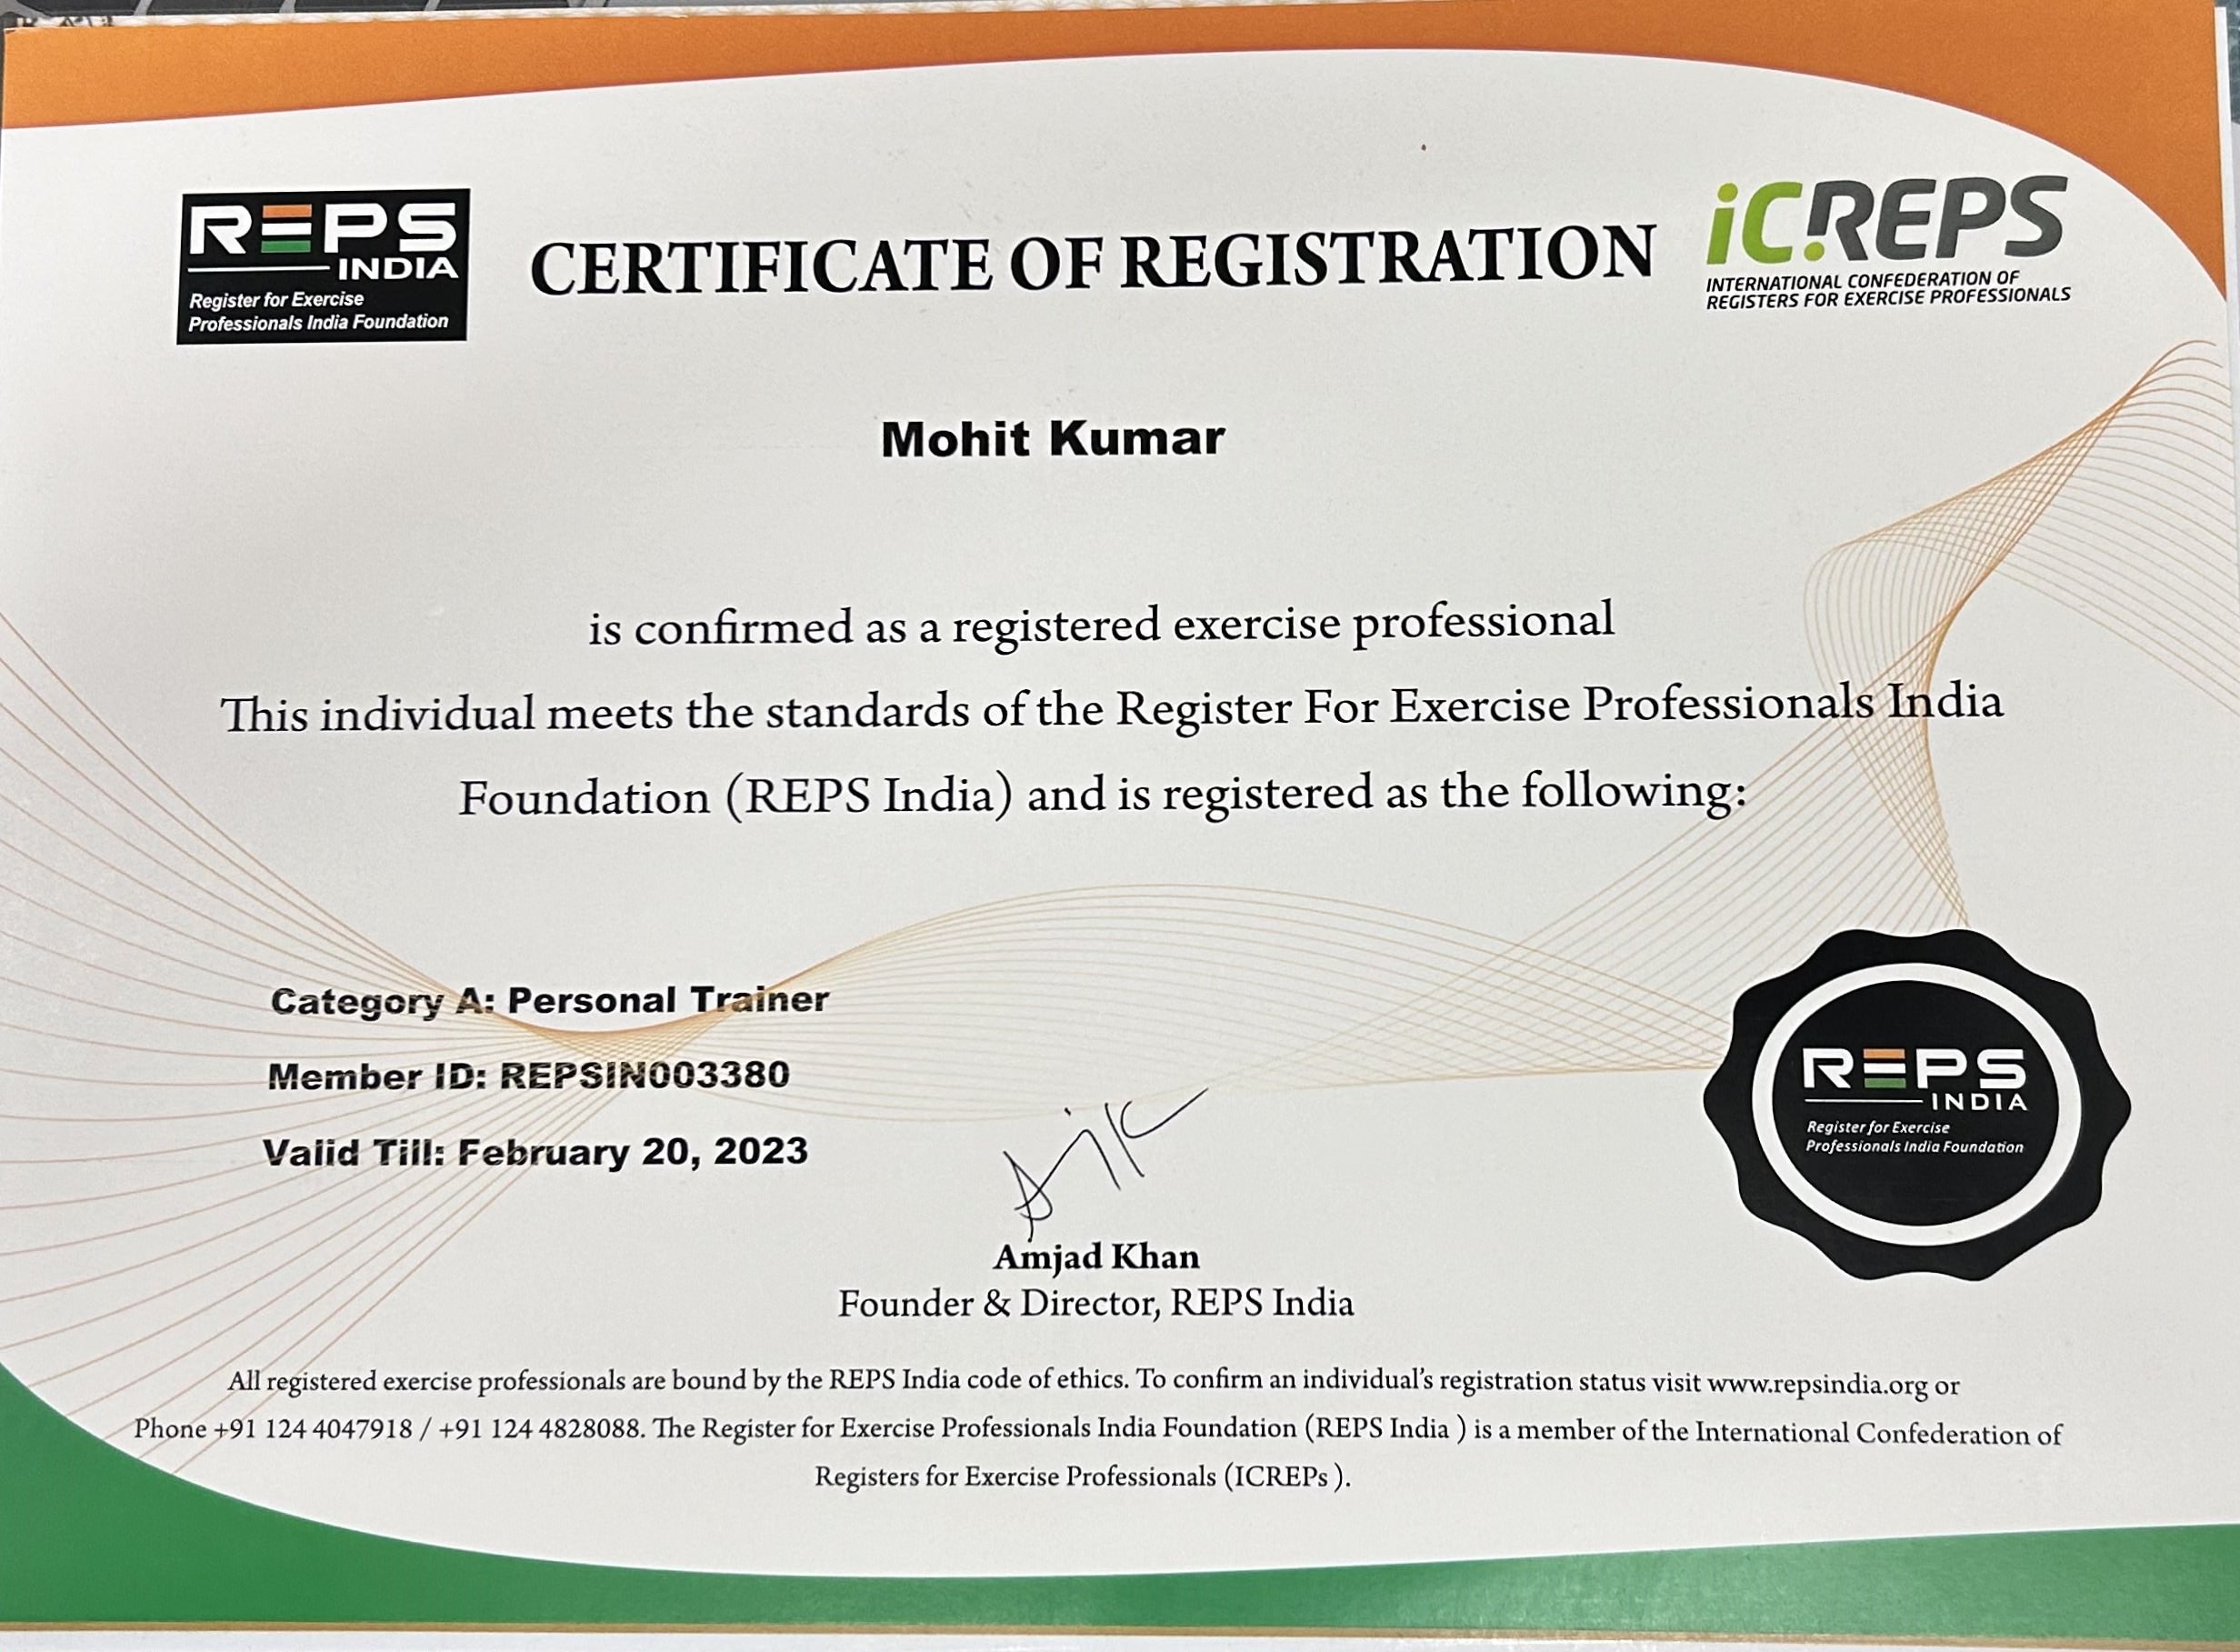 REPS
INDIA
Register for Exercise
Professionals India Foundation
CERTIFICATE OF REGISTRATION
iCREPS
INTERNATIONAL CONFEDERATION OF
REGISTERS FOR EXERCISE PROFESSIONALS
Mohit Kumar
is confirmed as a registered exercise professional
This individual meets the standards of the Register For Exercise Professionals India
Foundation (REPS India) and is registered as the following:
Category A: Personal Trainer
Member ID: REPSIN003380
Valid Till: February 20, 2023
REPS
INDIA
Register for Exercise
Professionals India Foundation
Amjad Khan
Founder & Director, REPS India
All registered exercise professionals are bound by the REPS India code of ethics. To confirm an individual's registration status visit www.repsindia.org or
Phone +91 124 4047918 / +91 124 4828088. The Register for Exercise Professionals India Foundation (REPS India ) is a member of the International Confederation of
Registers for Exercise Professionals (ICREPs ).